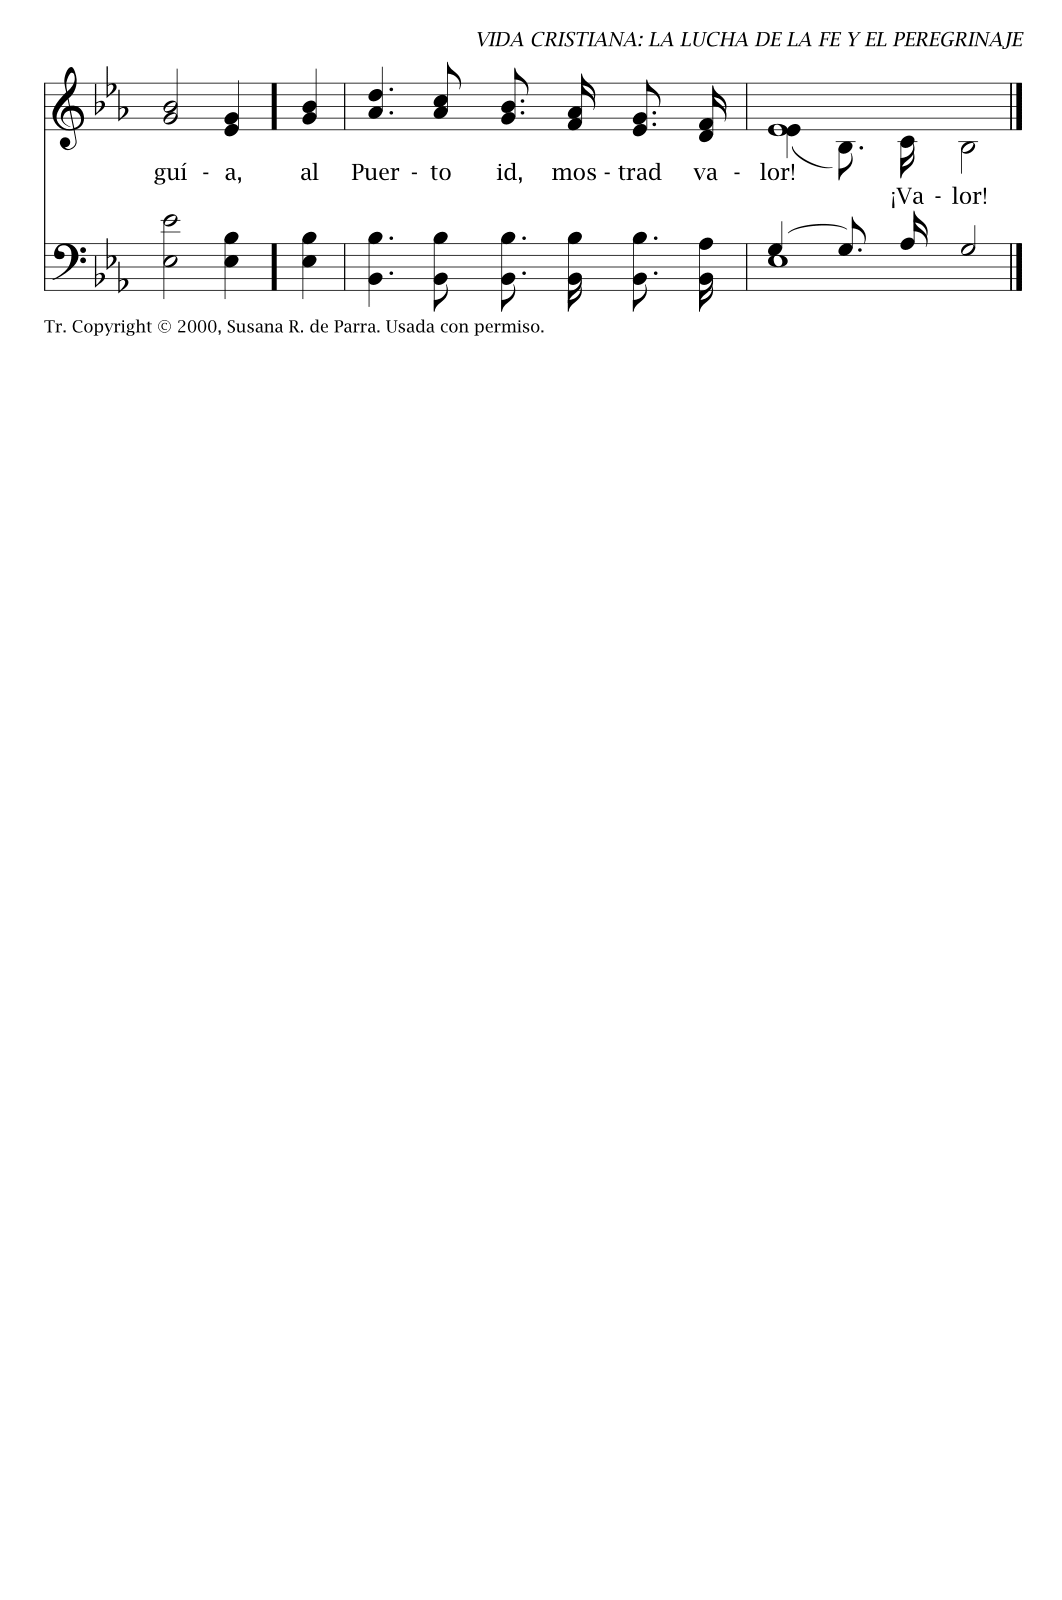 VIDA CRISTIANA: LA LUCHA DE LA FE Y EL PEREGRINAJE
guí - a, al Puer - to id, mos - trad va - lor!
¡Va - lor!
Tr. Copyright © 2000, Susana R. de Parra. Usada con permiso.